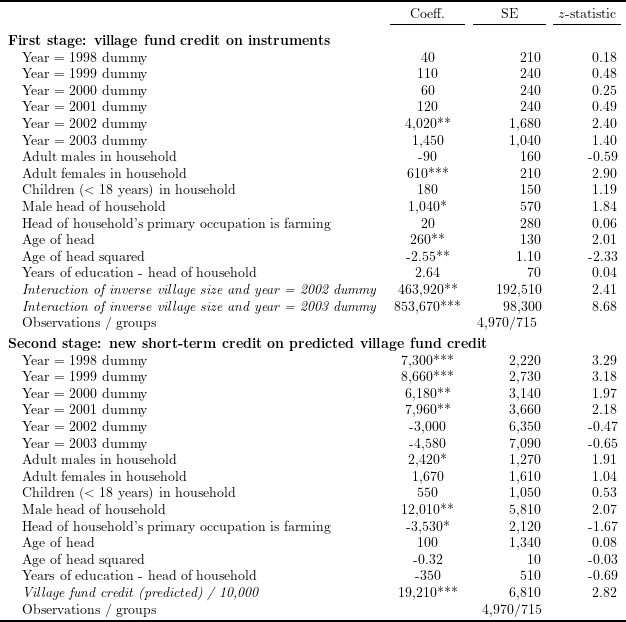 Coeff. SE z-statistic
First stage: village fund credit on instruments
Year = 1998 dummy 40 210 0.18
Year = 1999 dummy 110 240 0.48
Year = 2000 dummy 60 240 0.25
Year = 2001 dummy 120 240 0.49
Year = 2002 dummy 4,020** 1,680 2.40
Year = 2003 dummy 1,450 1,040 1.40
Adult males in household -90 160 -0.59
Adult females in household 610*** 210 2.90
Children (< 18 years) in household 180 150 1.19
Male head of household 1,040* 570 1.84
Head of household's primary occupation is farming 20 280 0.06
Age of head 260** 130 2.01
Age of head squared -2.55** 1.10 -2.33
Years of education - head of household 2.64 70 0.04
Interaction of inverse village size and year = 2002 dummy 463,920** 192,510 2.41
Interaction of inverse village size and year = 2003 dummy 853,670*** 98,300 8.68
Observations / groups 4,970/715
Second stage: new short-term credit on predicted village fund credit
Year = 1998 dummy 7,300*** 2,220 3.29
Year = 1999 dummy 8,660*** 2,730 3.18
Year = 2000 dummy 6,180** 3,140 1.97
Year = 2001 dummy 7,960** 3,660 2.18
Year = 2002 dummy -3,000 6,350 -0.47
Year = 2003 dummy -4,580 7,090 -0.65
Adult males in household 2,420* 1,270 1.91
Adult females in household 1,670 1,610 1.04
Children (< 18 years) in household 550 1,050 0.53
Male head of household 12,010** 5,810 2.07
Head of household's primary occupation is farming -3,530* 2,120 -1.67
Age of head 100 1,340 0.08
Age of head squared -0.32 10 -0.03
Years of education - head of household -350 510 -0.69
Village fund credit (predicted) / 10,000 19,210*** 6,810 2.82
Observations / groups 4,970/715